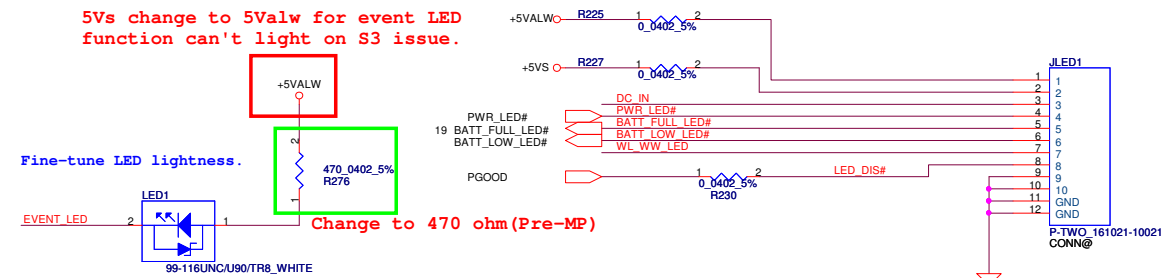 5Vs change to 5Valw for event LED
function can't light on S3 issue.
+5VALW
2
470_0402_5%
R276
1
Fine-tune LED lightness.
Change to 470 ohm(Pre-MP)
LED1
EVENT_LED
2
1
99-116UNC/U90/TR8_WHITE
+5VALW
R225
1
2
0_0402_5%
+5VS
R227
1
2
0_0402_5%
DC_IN
PWR_LED#
PWR_LED#
19 BATT_FULL_LED#
BATT_FULL_LED#
BATT_LOW_LED#
BATT_LOW_LED#
WL_WW_LED
PGOOD
1
2
0_0402_5%
R230
LED_DIS#
JLED1
1 1
2 2
3 3
4 4
5 5
6 6
7 7
8 8
9 9
10 10
11 GND
12 GND
P-TWO_161021-10021
CONN@